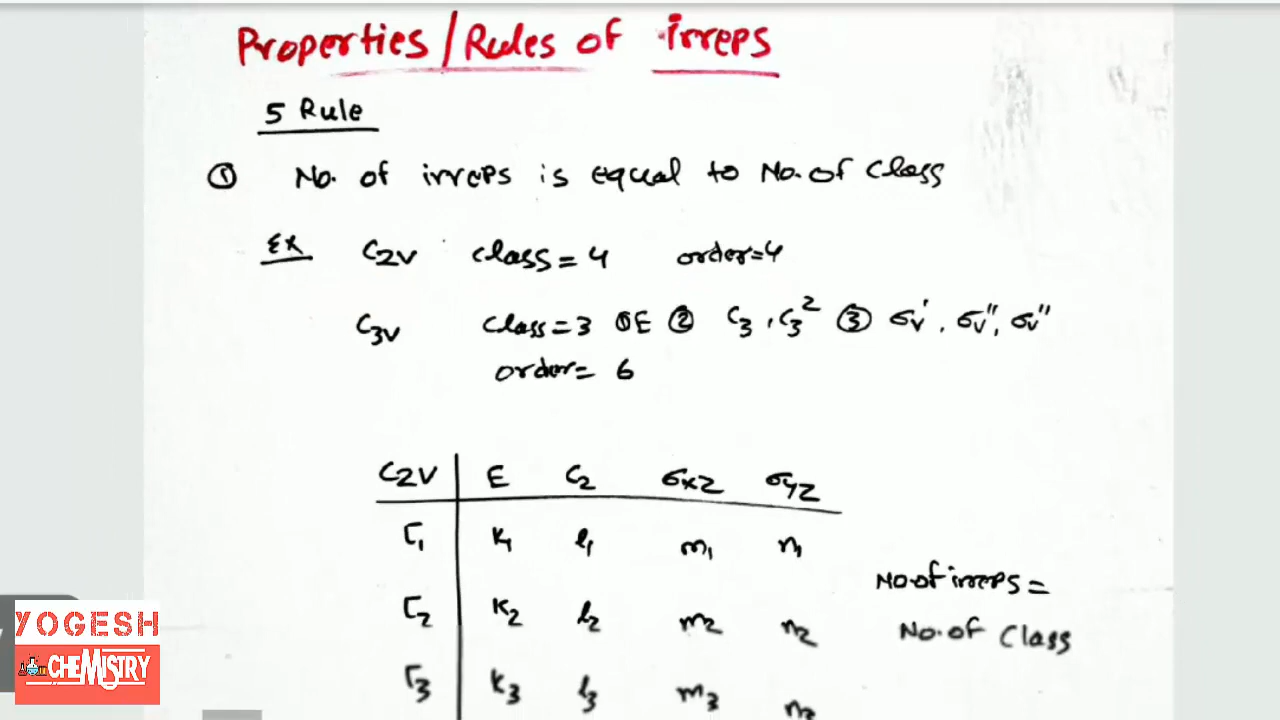 Properties/Rules of irreps
5 Rule
① No. of irreps is equal to No. of class
Ex C2v class = 4 order=4
C3v class=3 ①E ② C3, C3² ③ σv', σv'', σv''
order= 6
C2v E C2 σxz σyz
Γ1 K1 l1 m1 n1
Γ2 K2 l2 m2 n2
Γ3 K3 l3 m3 n3
No of irreps =
No. of Class
YOGESH
CHEMISTRY